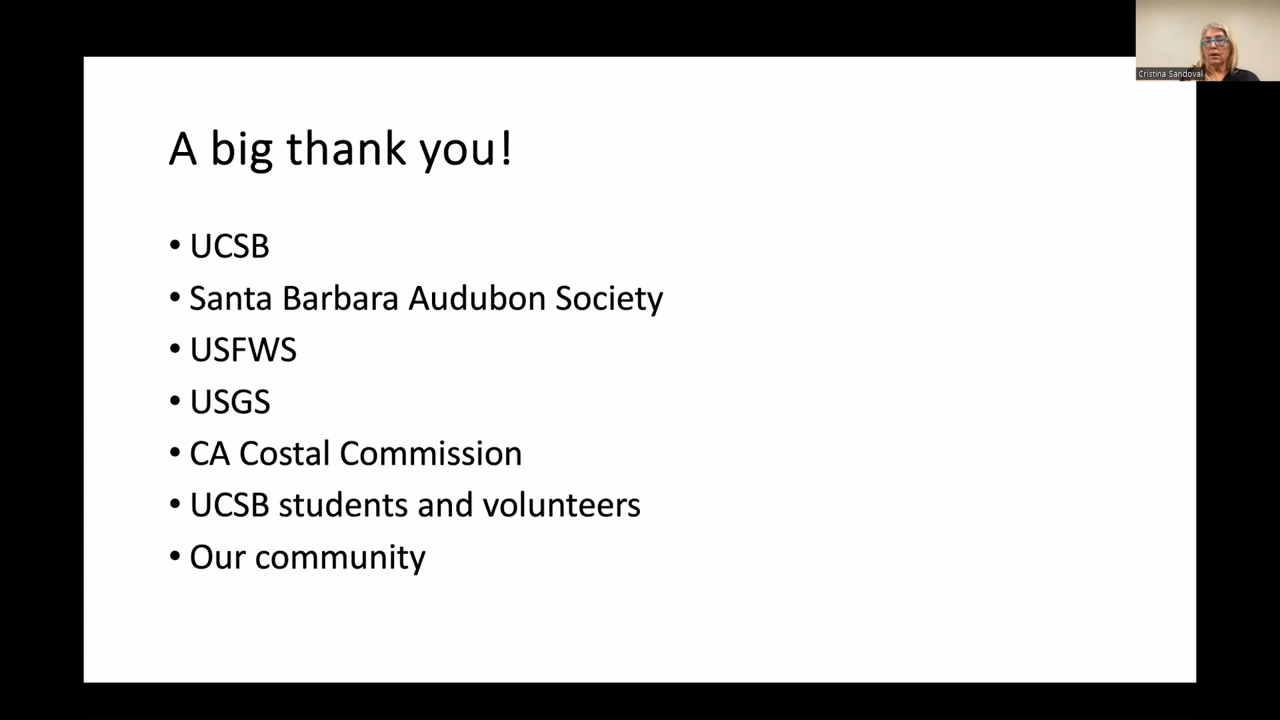 Cristina Sandoval
A big thank you!
• UCSB
• Santa Barbara Audubon Society
• USFWS
• USGS
• CA Costal Commission
• UCSB students and volunteers
• Our community